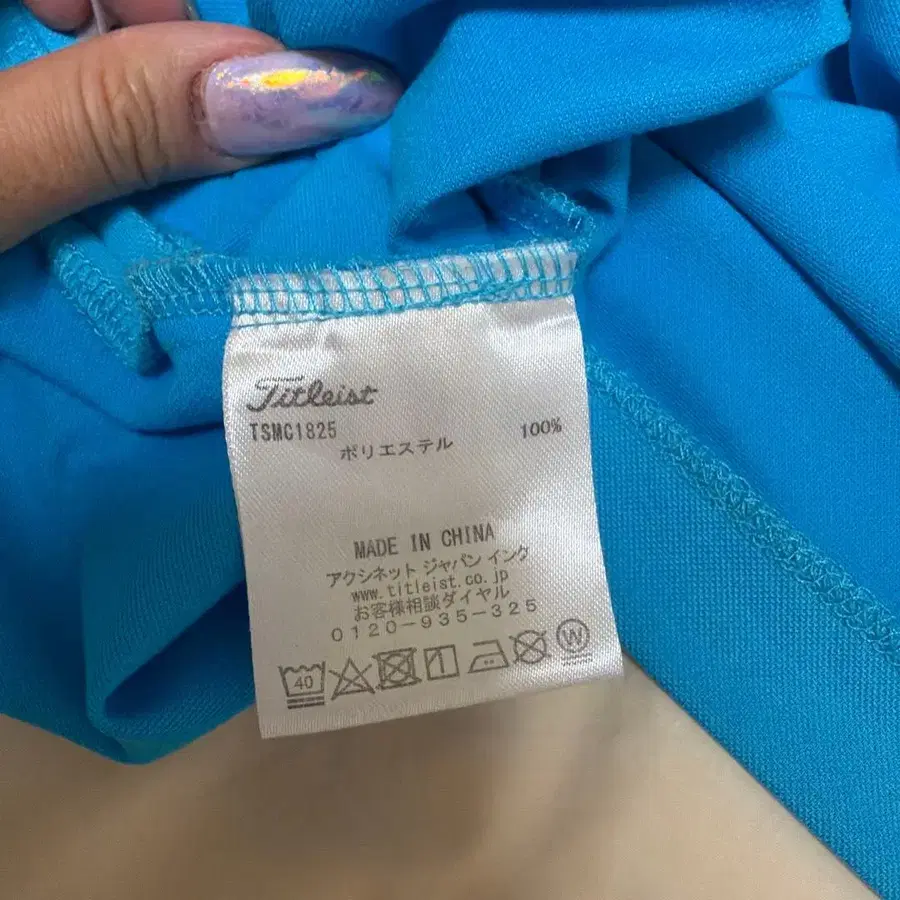 Titleist
TSMC1825
ポリエステル 100%
MADE IN CHINA
アクシネット ジャパン インク
www.titleist.co.jp
お客様相談ダイヤル
0120-935-325
40
W